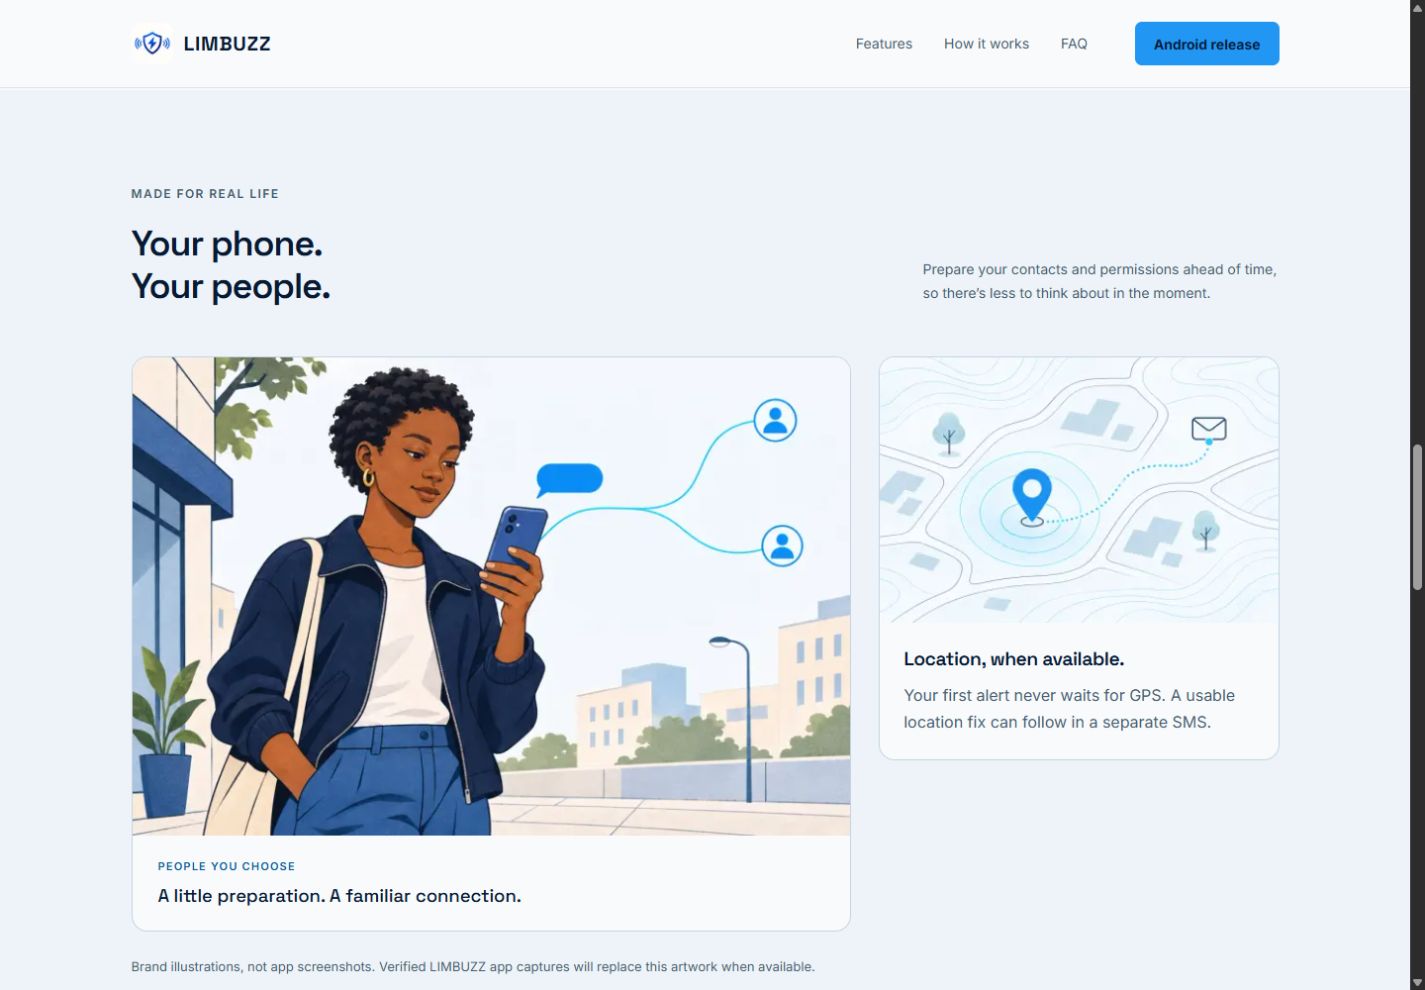 LIMBUZZ
Features
How it works
FAQ
Android release
MADE FOR REAL LIFE
Your phone.
Your people.
Prepare your contacts and permissions ahead of time,
so there’s less to think about in the moment.
PEOPLE YOU CHOOSE
A little preparation. A familiar connection.
Location, when available.
Your first alert never waits for GPS. A usable
location fix can follow in a separate SMS.
Brand illustrations, not app screenshots. Verified LIMBUZZ app captures will replace this artwork when available.